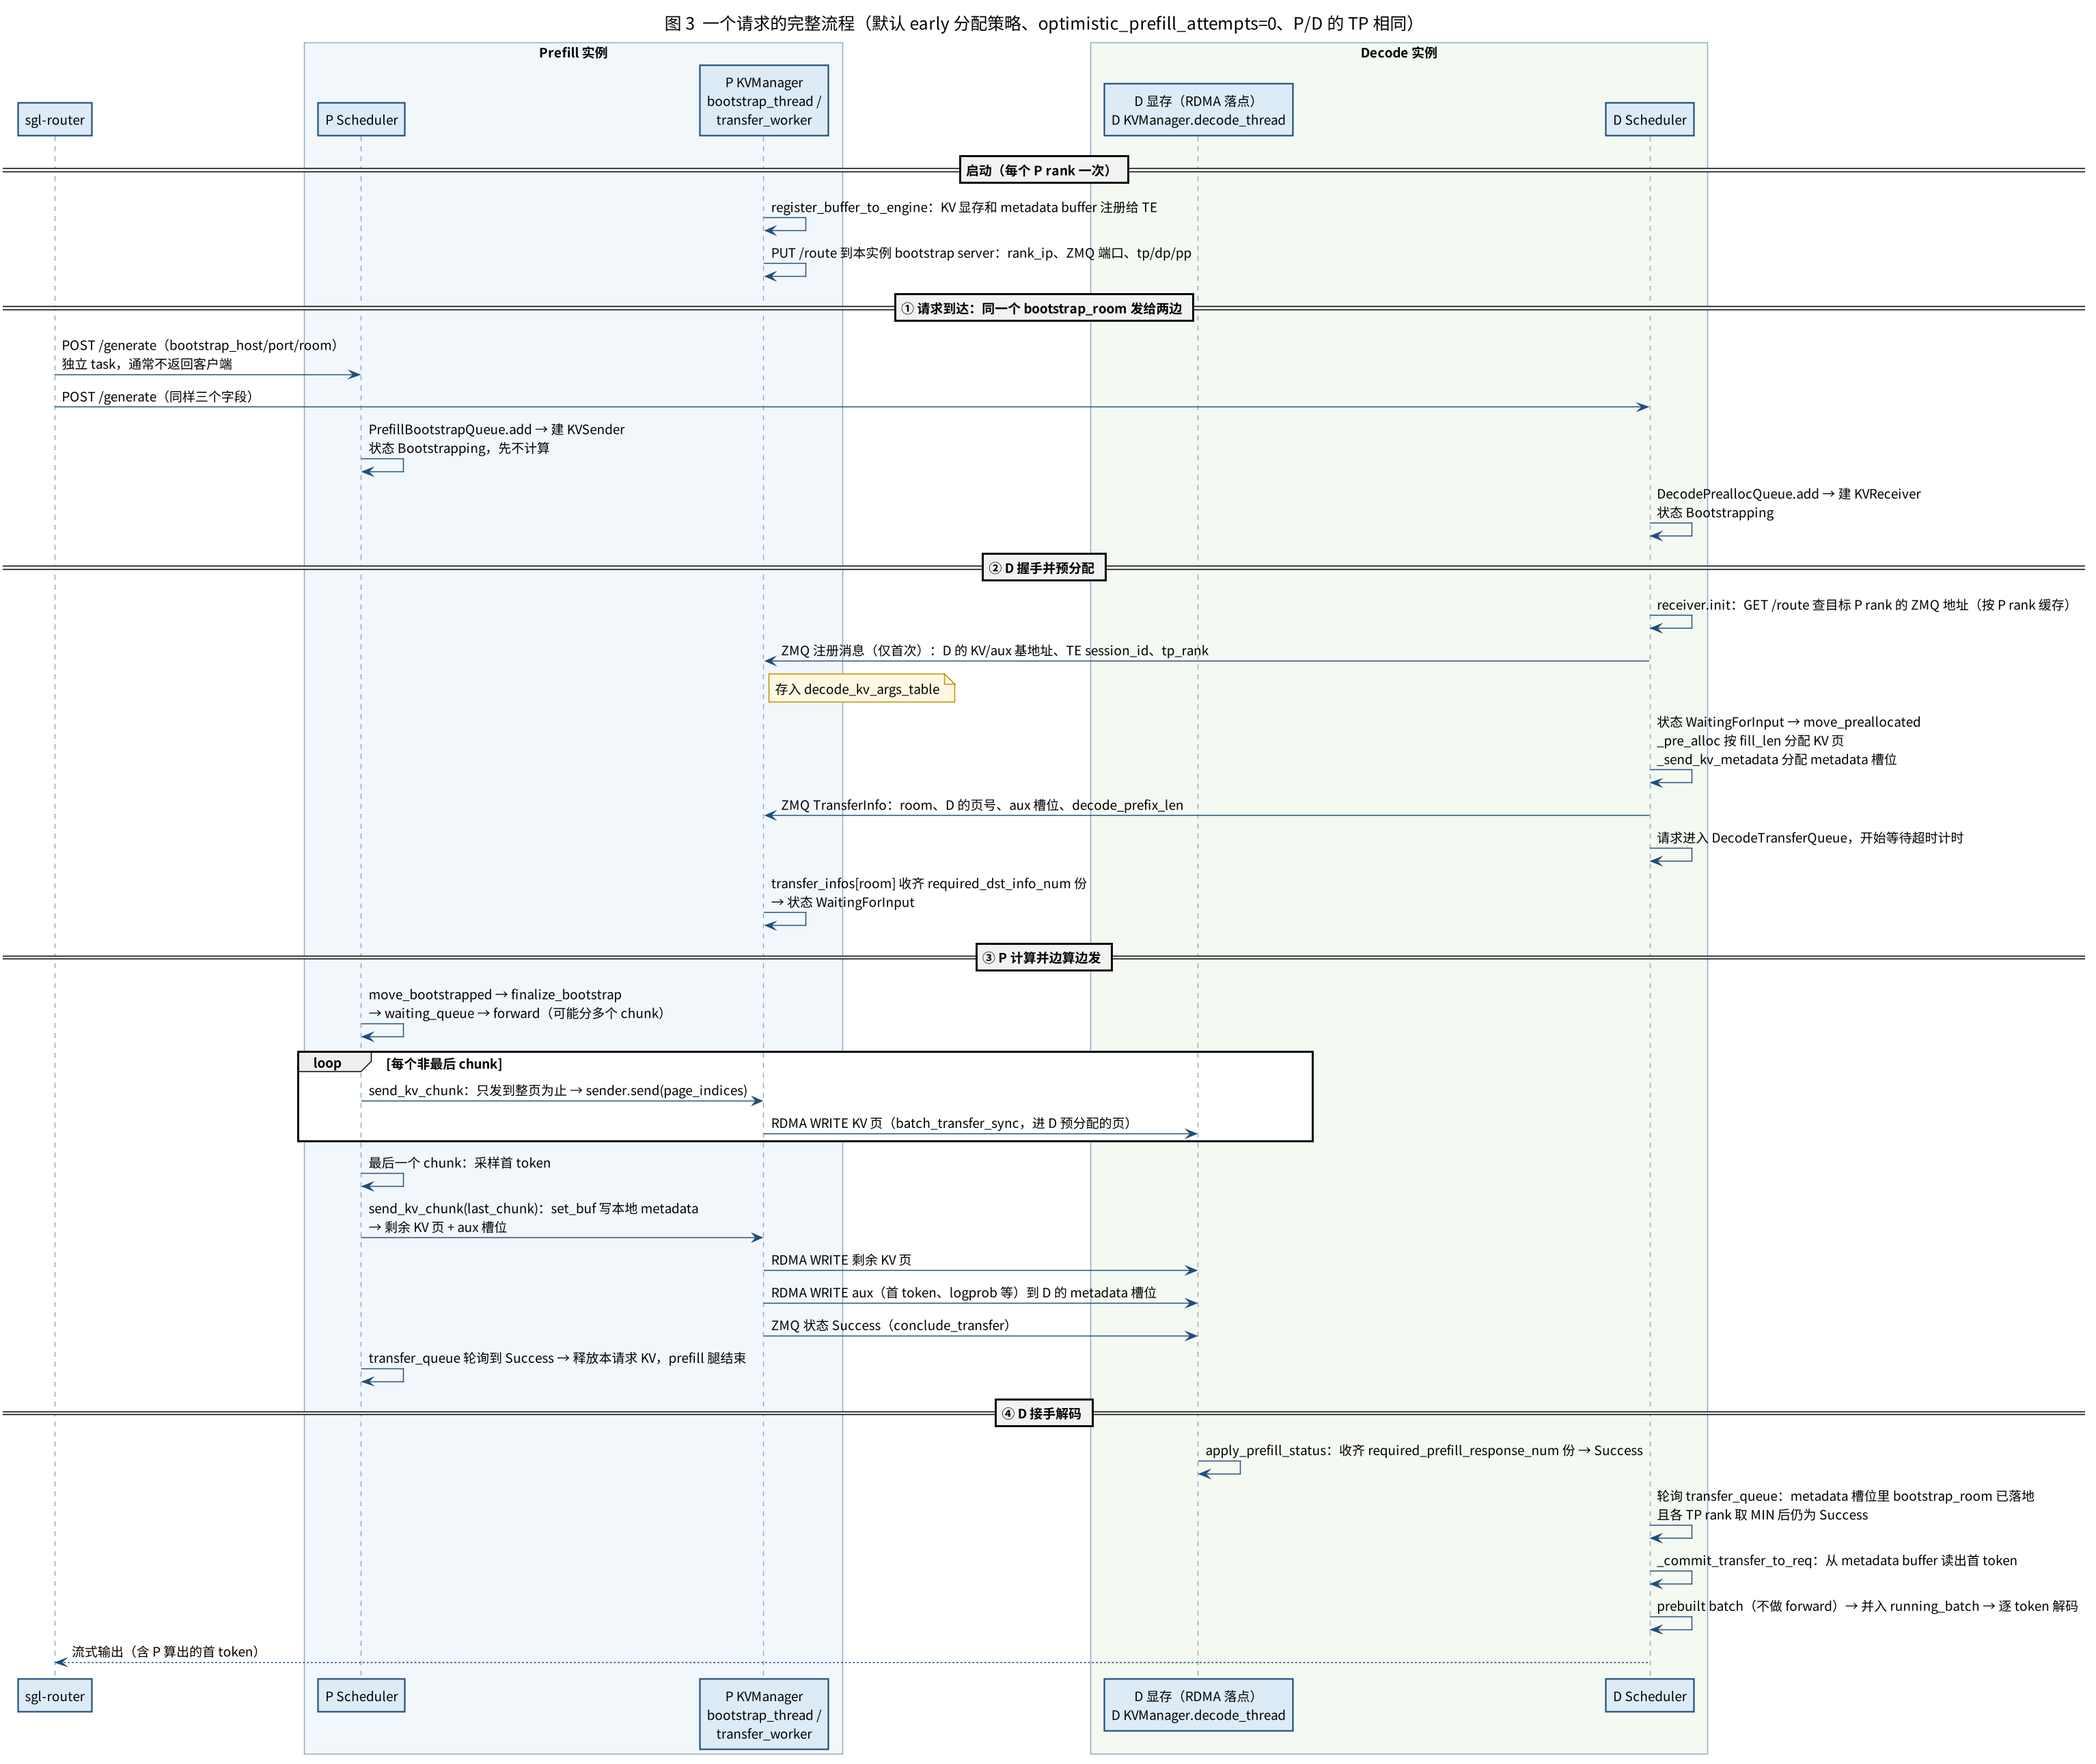 图 3  一个请求的完整流程（默认 early 分配策略、optimistic_prefill_attempts=0、P/D 的 TP 相同）
Prefill 实例
Decode 实例
sgl-router
P Scheduler
P KVManager
bootstrap_thread /
transfer_worker
D 显存（RDMA 落点）
D KVManager.decode_thread
D Scheduler
启动（每个 P rank 一次）
register_buffer_to_engine：KV 显存和 metadata buffer 注册给 TE
PUT /route 到本实例 bootstrap server：rank_ip、ZMQ 端口、tp/dp/pp
① 请求到达：同一个 bootstrap_room 发给两边
POST /generate（bootstrap_host/port/room）
独立 task，通常不返回客户端
POST /generate（同样三个字段）
PrefillBootstrapQueue.add → 建 KVSender
状态 Bootstrapping，先不计算
DecodePreallocQueue.add → 建 KVReceiver
状态 Bootstrapping
② D 握手并预分配
receiver.init：GET /route 查目标 P rank 的 ZMQ 地址（按 P rank 缓存）
ZMQ 注册消息（仅首次）：D 的 KV/aux 基地址、TE session_id、tp_rank
存入 decode_kv_args_table
状态 WaitingForInput → move_preallocated
_pre_alloc 按 fill_len 分配 KV 页
_send_kv_metadata 分配 metadata 槽位
ZMQ TransferInfo：room、D 的页号、aux 槽位、decode_prefix_len
请求进入 DecodeTransferQueue，开始等待超时计时
transfer_infos[room] 收齐 required_dst_info_num 份
→ 状态 WaitingForInput
③ P 计算并边算边发
move_bootstrapped → finalize_bootstrap
→ waiting_queue → forward（可能分多个 chunk）
loop
[每个非最后 chunk]
send_kv_chunk：只发到整页为止 → sender.send(page_indices)
RDMA WRITE KV 页（batch_transfer_sync，进 D 预分配的页）
最后一个 chunk：采样首 token
send_kv_chunk(last_chunk)：set_buf 写本地 metadata
→ 剩余 KV 页 + aux 槽位
RDMA WRITE 剩余 KV 页
RDMA WRITE aux（首 token、logprob 等）到 D 的 metadata 槽位
ZMQ 状态 Success（conclude_transfer）
transfer_queue 轮询到 Success → 释放本请求 KV，prefill 腿结束
④ D 接手解码
apply_prefill_status：收齐 required_prefill_response_num 份 → Success
轮询 transfer_queue：metadata 槽位里 bootstrap_room 已落地
且各 TP rank 取 MIN 后仍为 Success
_commit_transfer_to_req：从 metadata buffer 读出首 token
prebuilt batch（不做 forward）→ 并入 running_batch → 逐 token 解码
流式输出（含 P 算出的首 token）
sgl-router
P Scheduler
P KVManager
bootstrap_thread /
transfer_worker
D 显存（RDMA 落点）
D KVManager.decode_thread
D Scheduler